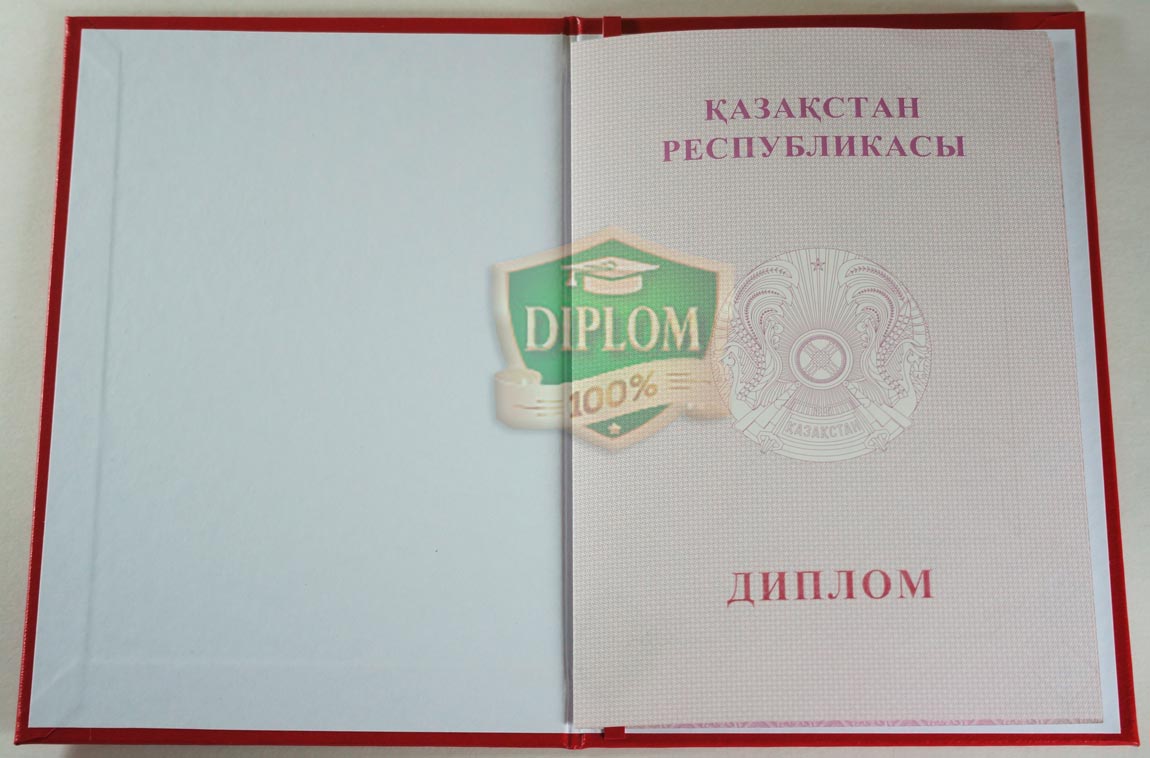 ҚАЗАҚСТАН
РЕСПУБЛИКАСЫ
DIPLOM
100%
ҚАЗАҚСТАН
ДИПЛОМ